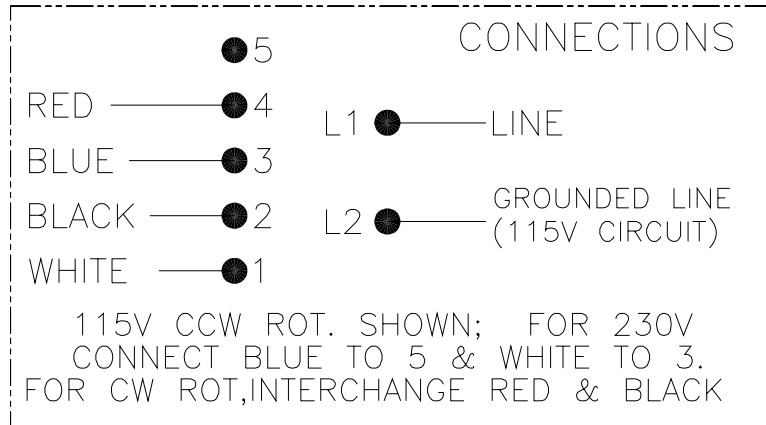 CONNECTIONS
5
RED 4
BLUE 3
BLACK 2
WHITE 1
L1 LINE
L2 GROUNDED LINE
(115V CIRCUIT)
115V CCW ROT. SHOWN; FOR 230V
CONNECT BLUE TO 5 & WHITE TO 3.
FOR CW ROT,INTERCHANGE RED & BLACK